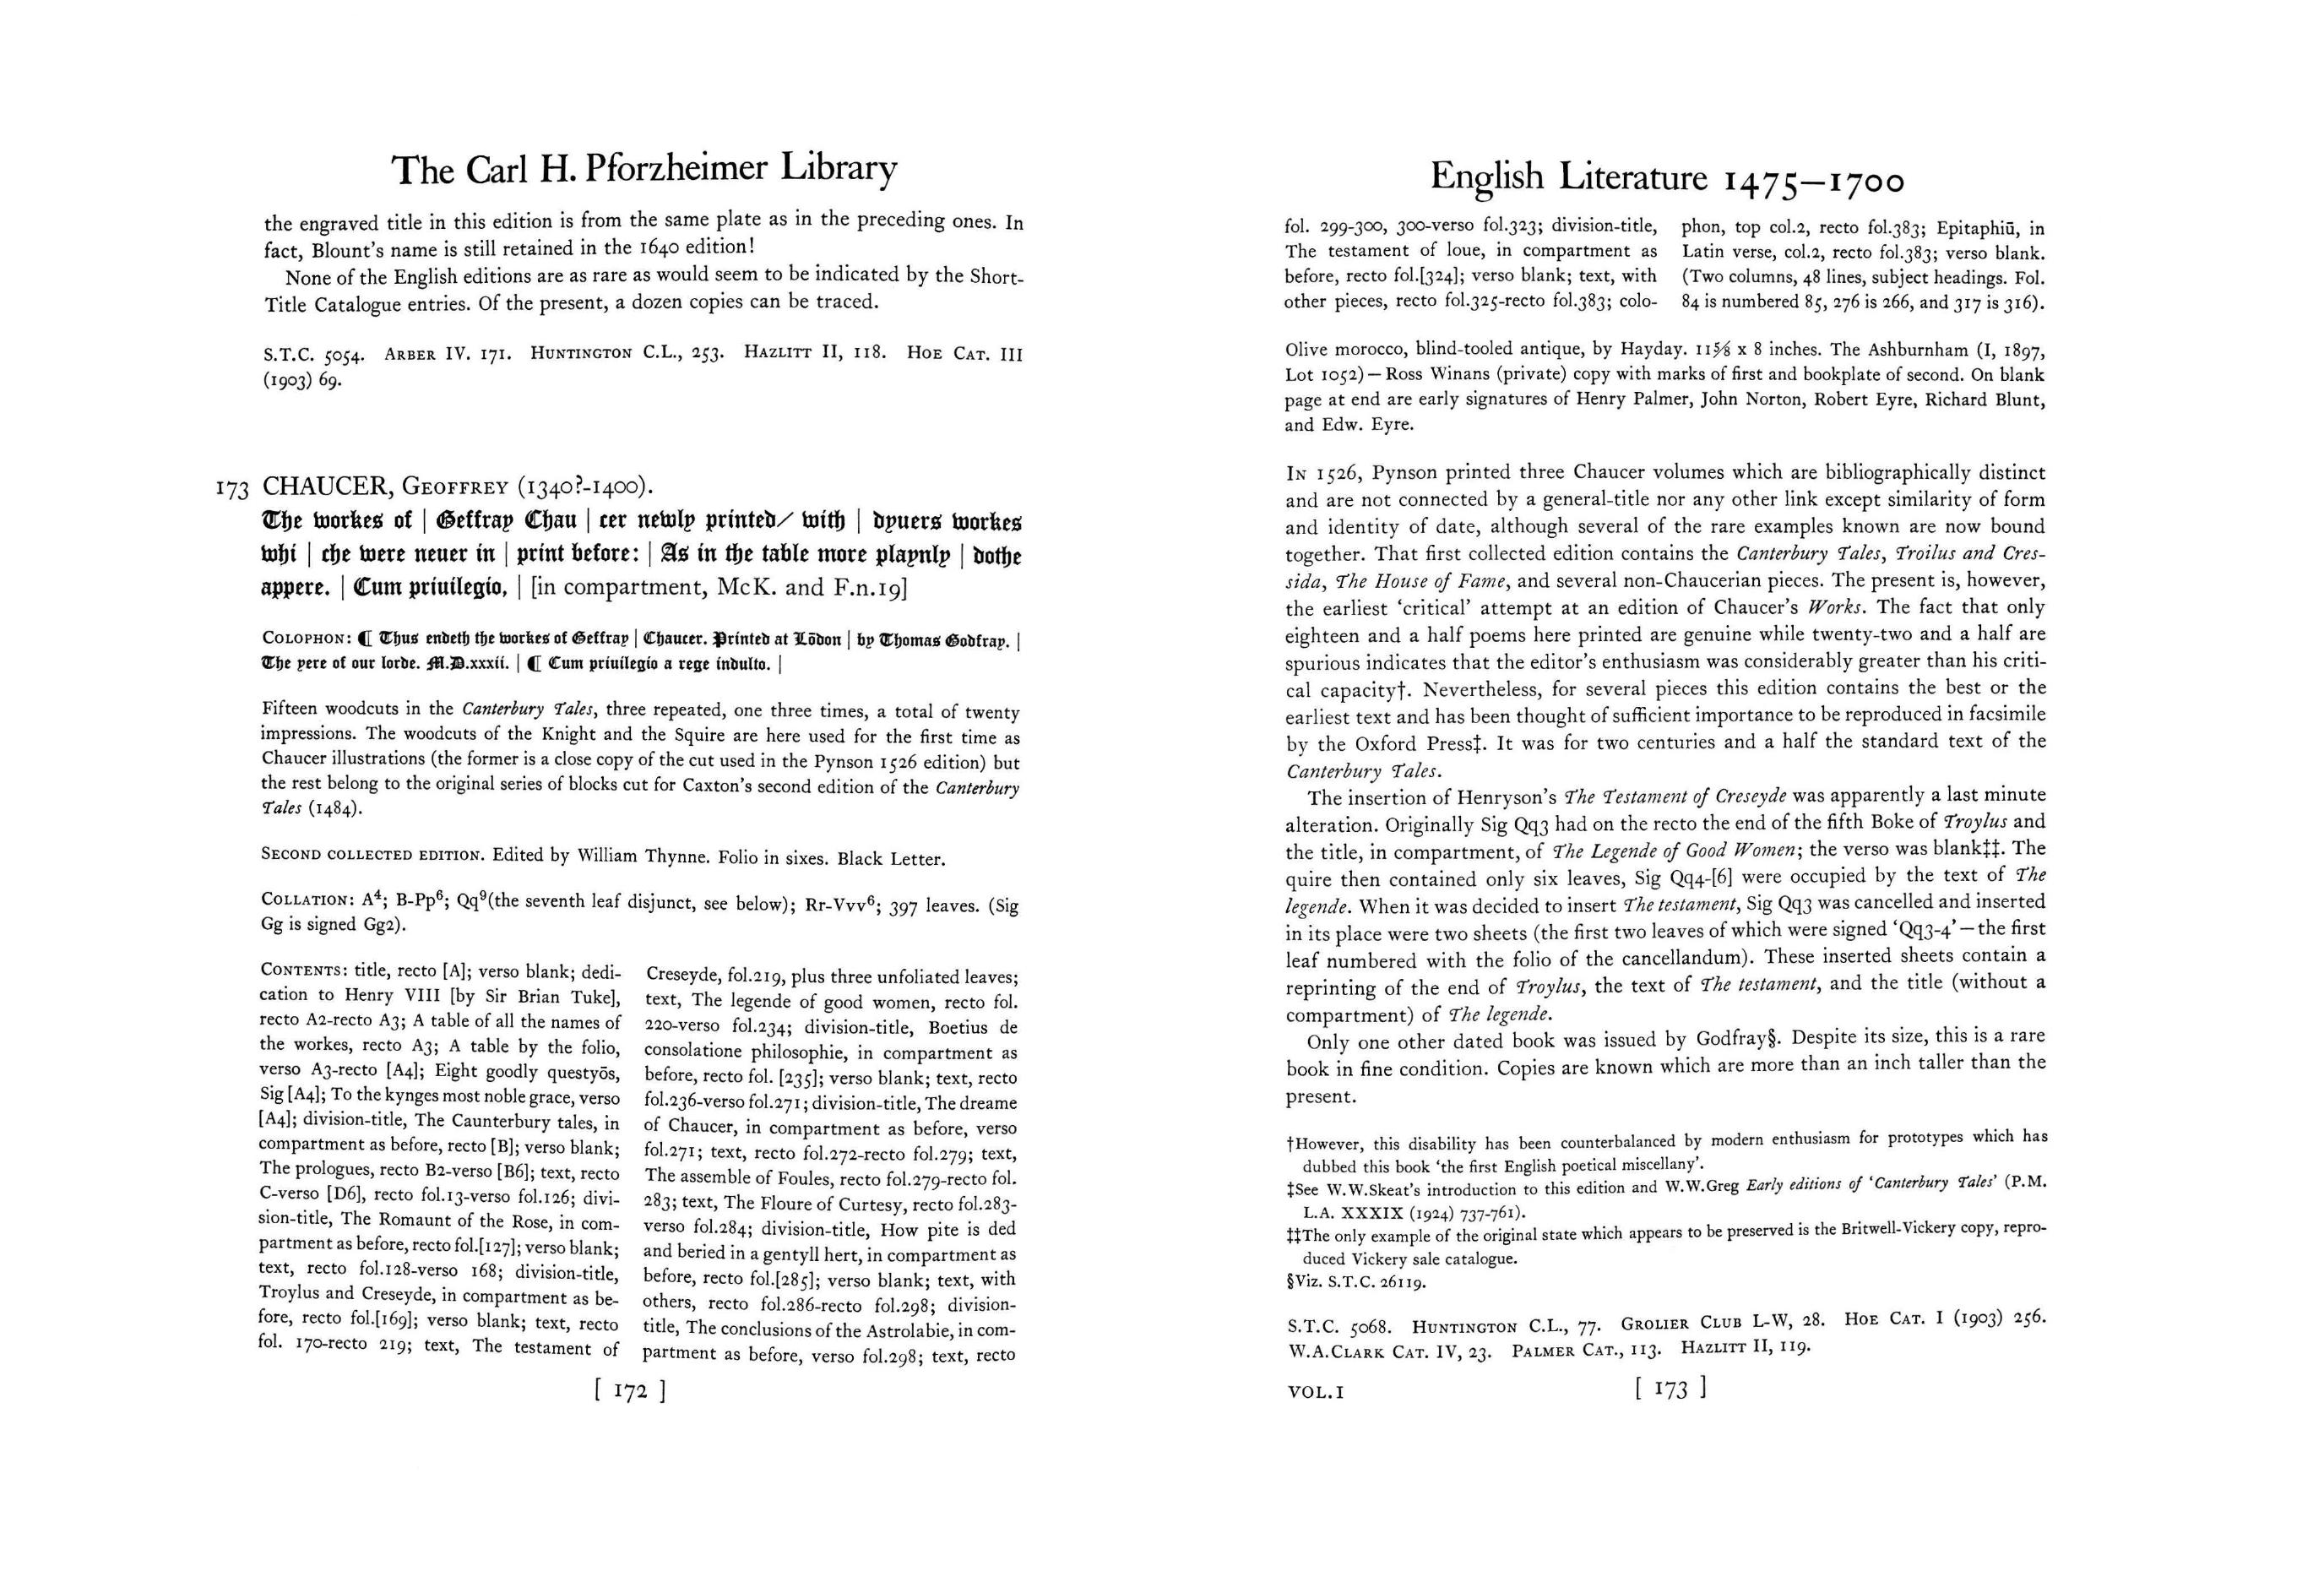 The Carl H. Pforzheimer Library
the engraved title in this edition is from the same plate as in the preceding ones. In
fact, Blount's name is still retained in the 1640 edition!
None of the English editions are as rare as would seem to be indicated by the Short-
Title Catalogue entries. Of the present, a dozen copies can be traced.
S.T.C. 5054. Arber IV. 171. Huntington C.L., 253. Hazlitt II, 118. Hoe Cat. III
(1903) 69.
173 CHAUCER, Geoffrey (1340?-1400).
The workes of | Geffray Chau | cer newly printed/ with | dyuers workes
whi | che were neuer in | print before: | As in the table more playnly | dothe
appere. | Cum priuilegio, | [in compartment, McK. and F.n.19]
Colophon: ¶ Thus endeth the workes of Geffray | Chaucer. Printed at Lōdon | by Thomas Godfray. |
The yere of our lorde. M.D.xxxii. | ¶ Cum priuilegio a rege indulto. |
Fifteen woodcuts in the Canterbury Tales, three repeated, one three times, a total of twenty
impressions. The woodcuts of the Knight and the Squire are here used for the first time as
Chaucer illustrations (the former is a close copy of the cut used in the Pynson 1526 edition) but
the rest belong to the original series of blocks cut for Caxton's second edition of the Canterbury
Tales (1484).
Second collected edition. Edited by William Thynne. Folio in sixes. Black Letter.
Collation: A⁴; B-Pp⁶; Qq⁹(the seventh leaf disjunct, see below); Rr-Vvv⁶; 397 leaves. (Sig
Gg is signed Gg2).
Contents: title, recto [A]; verso blank; dedi-
cation to Henry VIII [by Sir Brian Tuke],
recto A2-recto A3; A table of all the names of
the workes, recto A3; A table by the folio,
verso A3-recto [A4]; Eight goodly questyōs,
Sig [A4]; To the kynges most noble grace, verso
[A4]; division-title, The Caunterbury tales, in
compartment as before, recto [B]; verso blank;
The prologues, recto B2-verso [B6]; text, recto
C-verso [D6], recto fol.13-verso fol.126; divi-
sion-title, The Romaunt of the Rose, in com-
partment as before, recto fol.[127]; verso blank;
text, recto fol.128-verso 168; division-title,
Troylus and Creseyde, in compartment as be-
fore, recto fol.[169]; verso blank; text, recto
fol. 170-recto 219; text, The testament of
Creseyde, fol.219, plus three unfoliated leaves;
text, The legende of good women, recto fol.
220-verso fol.234; division-title, Boetius de
consolatione philosophie, in compartment as
before, recto fol. [235]; verso blank; text, recto
fol.236-verso fol.271; division-title, The dreame
of Chaucer, in compartment as before, verso
fol.271; text, recto fol.272-recto fol.279; text,
The assemble of Foules, recto fol.279-recto fol.
283; text, The Floure of Curtesy, recto fol.283-
verso fol.284; division-title, How pite is ded
and beried in a gentyll hert, in compartment as
before, recto fol.[285]; verso blank; text, with
others, recto fol.286-recto fol.298; division-
title, The conclusions of the Astrolabie, in com-
partment as before, verso fol.298; text, recto
[ 172 ]
English Literature 1475–1700
fol. 299-300, 300-verso fol.323; division-title,
The testament of loue, in compartment as
before, recto fol.[324]; verso blank; text, with
other pieces, recto fol.325-recto fol.383; colo-
phon, top col.2, recto fol.383; Epitaphiū, in
Latin verse, col.2, recto fol.383; verso blank.
(Two columns, 48 lines, subject headings. Fol.
84 is numbered 85, 276 is 266, and 317 is 316).
Olive morocco, blind-tooled antique, by Hayday. 11⅝ x 8 inches. The Ashburnham (I, 1897,
Lot 1052)—Ross Winans (private) copy with marks of first and bookplate of second. On blank
page at end are early signatures of Henry Palmer, John Norton, Robert Eyre, Richard Blunt,
and Edw. Eyre.
In 1526, Pynson printed three Chaucer volumes which are bibliographically distinct
and are not connected by a general-title nor any other link except similarity of form
and identity of date, although several of the rare examples known are now bound
together. That first collected edition contains the Canterbury Tales, Troilus and Cres-
sida, The House of Fame, and several non-Chaucerian pieces. The present is, however,
the earliest 'critical' attempt at an edition of Chaucer's Works. The fact that only
eighteen and a half poems here printed are genuine while twenty-two and a half are
spurious indicates that the editor's enthusiasm was considerably greater than his criti-
cal capacity†. Nevertheless, for several pieces this edition contains the best or the
earliest text and has been thought of sufficient importance to be reproduced in facsimile
by the Oxford Press‡. It was for two centuries and a half the standard text of the
Canterbury Tales.
The insertion of Henryson's The Testament of Creseyde was apparently a last minute
alteration. Originally Sig Qq3 had on the recto the end of the fifth Boke of Troylus and
the title, in compartment, of The Legende of Good Women; the verso was blank‡‡. The
quire then contained only six leaves, Sig Qq4-[6] were occupied by the text of The
legende. When it was decided to insert The testament, Sig Qq3 was cancelled and inserted
in its place were two sheets (the first two leaves of which were signed 'Qq3-4'—the first
leaf numbered with the folio of the cancellandum). These inserted sheets contain a
reprinting of the end of Troylus, the text of The testament, and the title (without a
compartment) of The legende.
Only one other dated book was issued by Godfray§. Despite its size, this is a rare
book in fine condition. Copies are known which are more than an inch taller than the
present.
†However, this disability has been counterbalanced by modern enthusiasm for prototypes which has
dubbed this book 'the first English poetical miscellany'.
‡See W.W.Skeat's introduction to this edition and W.W.Greg Early editions of 'Canterbury Tales' (P.M.
L.A. XXXIX (1924) 737-761).
‡‡The only example of the original state which appears to be preserved is the Britwell-Vickery copy, repro-
duced Vickery sale catalogue.
§Viz. S.T.C. 26119.
S.T.C. 5068. Huntington C.L., 77. Grolier Club L-W, 28. Hoe Cat. I (1903) 256.
W.A.Clark Cat. IV, 23. Palmer Cat., 113. Hazlitt II, 119.
VOL.I
[ 173 ]